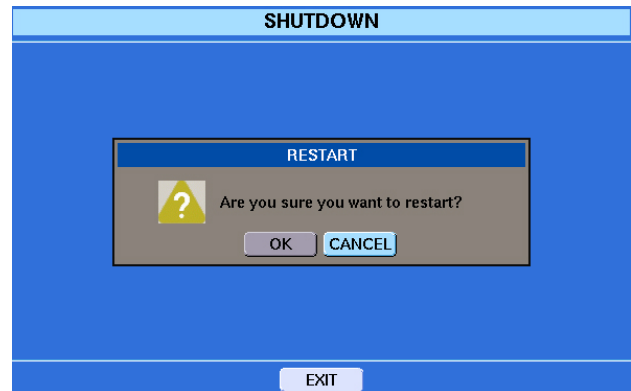 SHUTDOWN
RESTART
?
Are you sure you want to restart?
OK CANCEL
EXIT